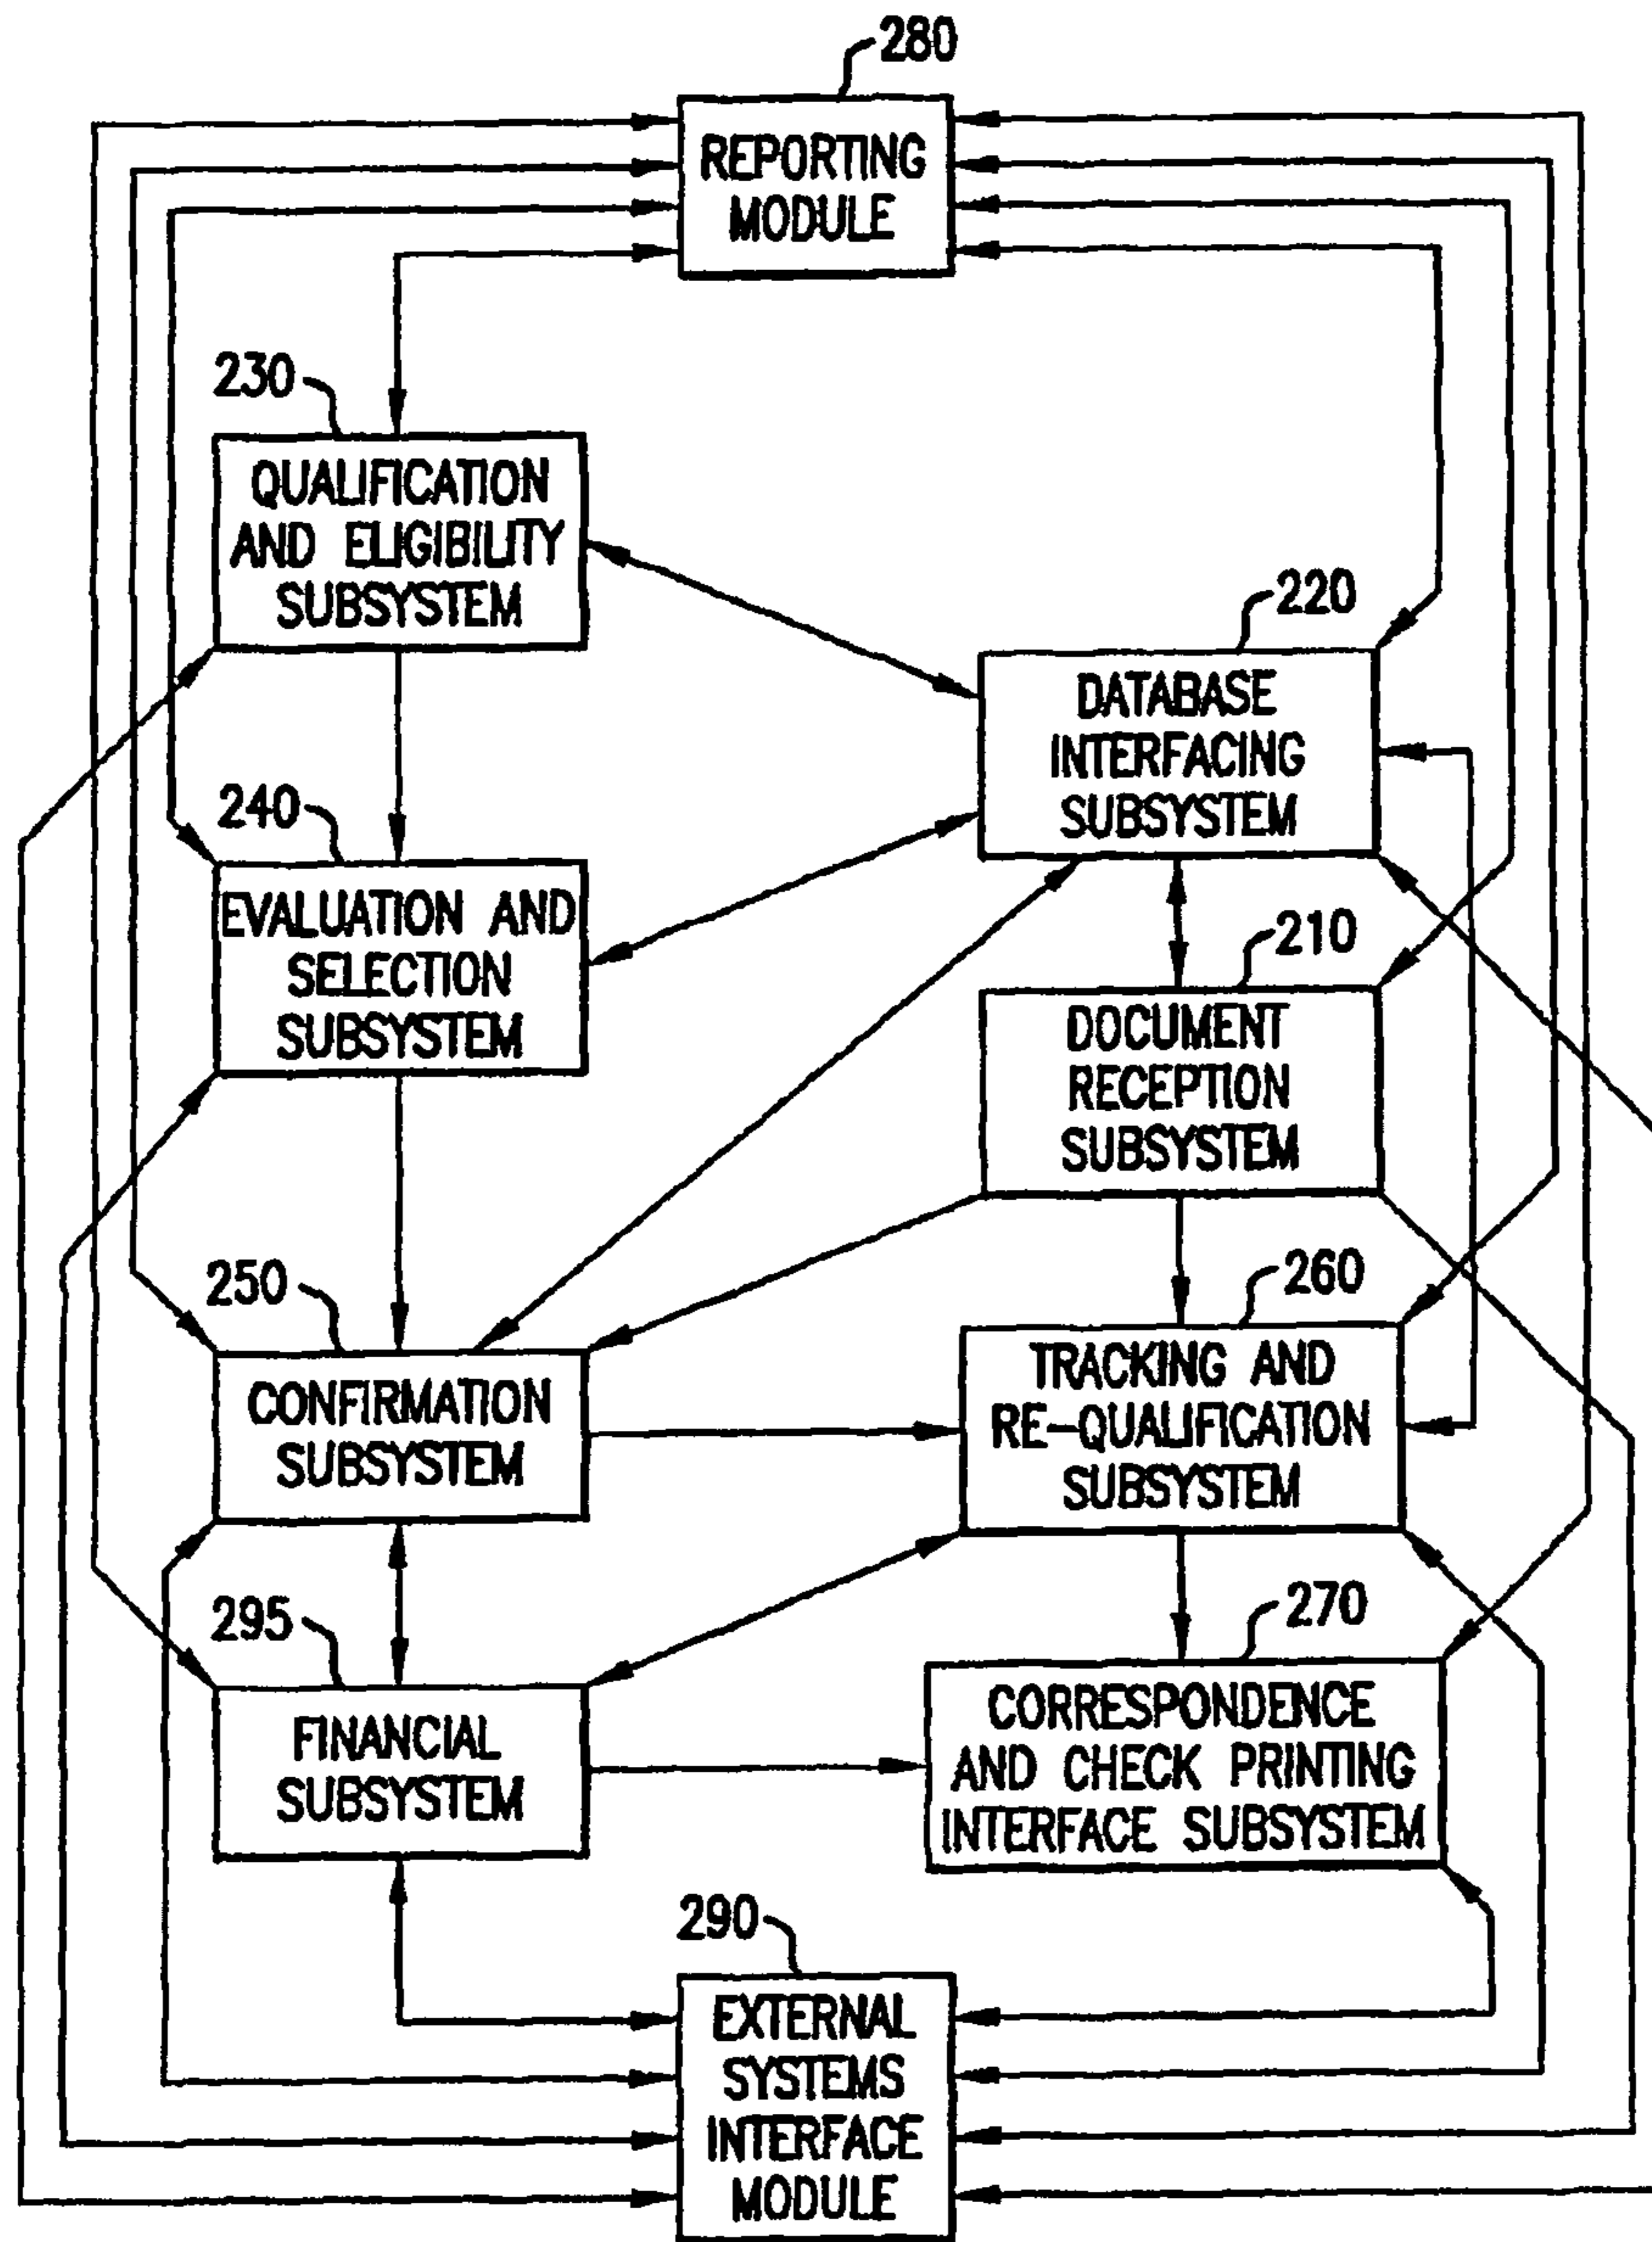 280
REPORTING
MODULE
230
QUALIFICATION
AND ELIGIBILITY
SUBSYSTEM
220
DATABASE
INTERFACING
SUBSYSTEM
240
EVALUATION AND
SELECTION
SUBSYSTEM
210
DOCUMENT
RECEPTION
SUBSYSTEM
250
CONFIRMATION
SUBSYSTEM
260
TRACKING AND
RE-QUALIFICATION
SUBSYSTEM
295
FINANCIAL
SUBSYSTEM
270
CORRESPONDENCE
AND CHECK PRINTING
INTERFACE SUBSYSTEM
290
EXTERNAL
SYSTEMS
INTERFACE
MODULE